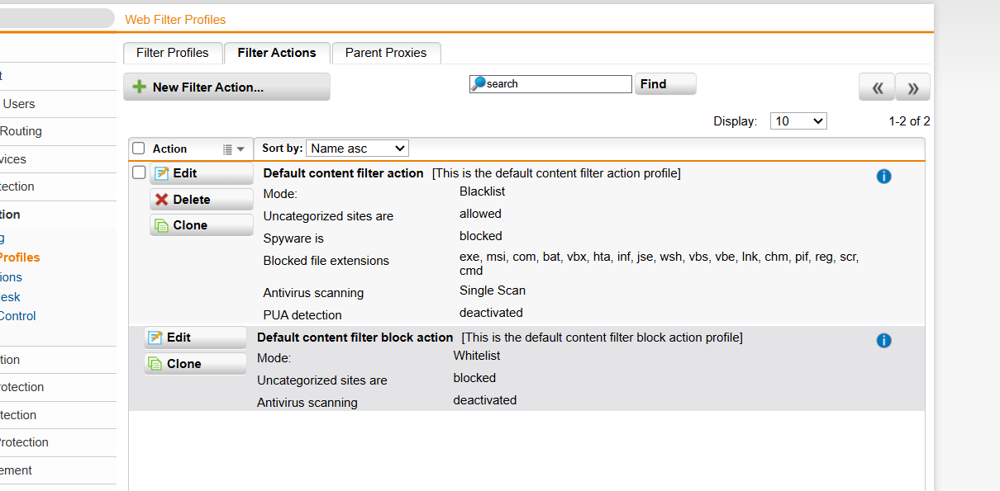 Web Filter Profiles
Filter Profiles
Filter Actions
Parent Proxies
New Filter Action...
search
Find
«
»
Display:
10
1-2 of 2
t
Users
Routing
vices
tection
tion
g
Profiles
ions
esk
Control
tion
rotection
tection
Protection
ement
Action
Sort by:
Name asc
Edit
Delete
Clone
Default content filter action [This is the default content filter action profile]
Mode: Blacklist
Uncategorized sites are allowed
Spyware is blocked
Blocked file extensions exe, msi, com, bat, vbx, hta, inf, jse, wsh, vbs, vbe, lnk, chm, pif, reg, scr,
cmd
Antivirus scanning Single Scan
PUA detection deactivated
Edit
Clone
Default content filter block action [This is the default content filter block action profile]
Mode: Whitelist
Uncategorized sites are blocked
Antivirus scanning deactivated